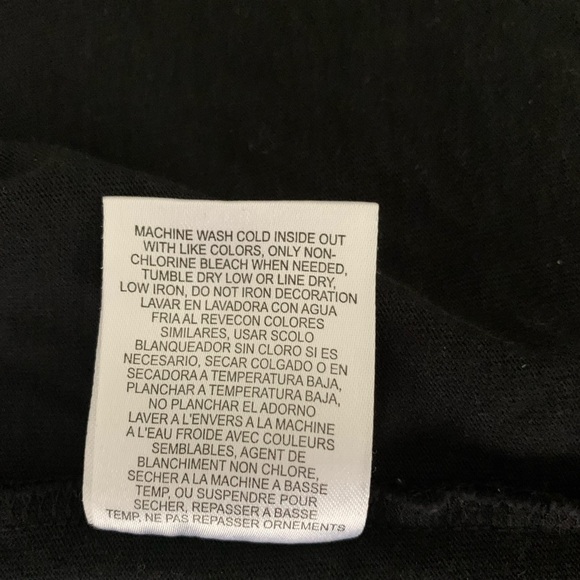 MACHINE WASH COLD INSIDE OUT
WITH LIKE COLORS, ONLY NON-
CHLORINE BLEACH WHEN NEEDED,
TUMBLE DRY LOW OR LINE DRY,
LOW IRON, DO NOT IRON DECORATION
LAVAR EN LAVADORA CON AGUA
FRIA AL REVECON COLORES
SIMILARES, USAR SCOLO
BLANQUEADOR SIN CLORO SI ES
NECESARIO, SECAR COLGADO O EN
SECADORA A TEMPERATURA BAJA,
PLANCHAR A TEMPERATURA BAJA,
NO PLANCHAR EL ADORNO
LAVER A L'ENVERS A LA MACHINE
A L'EAU FROIDE AVEC COULEURS
SEMBLABLES, AGENT DE
BLANCHIMENT NON CHLORE,
SECHER A LA MACHINE A BASSE
TEMP, OU SUSPENDRE POUR
SECHER, REPASSER A BASSE
TEMP, NE PAS REPASSER ORNEMENTS